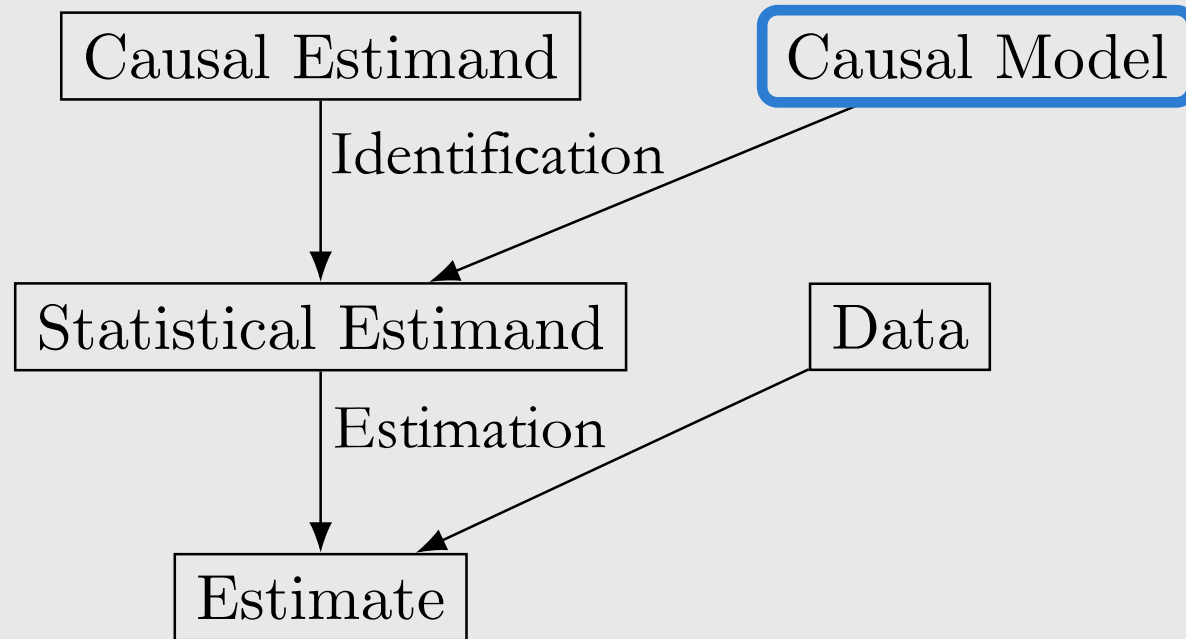 Causal Estimand
Causal Model
Identification
Statistical Estimand
Data
Estimation
Estimate